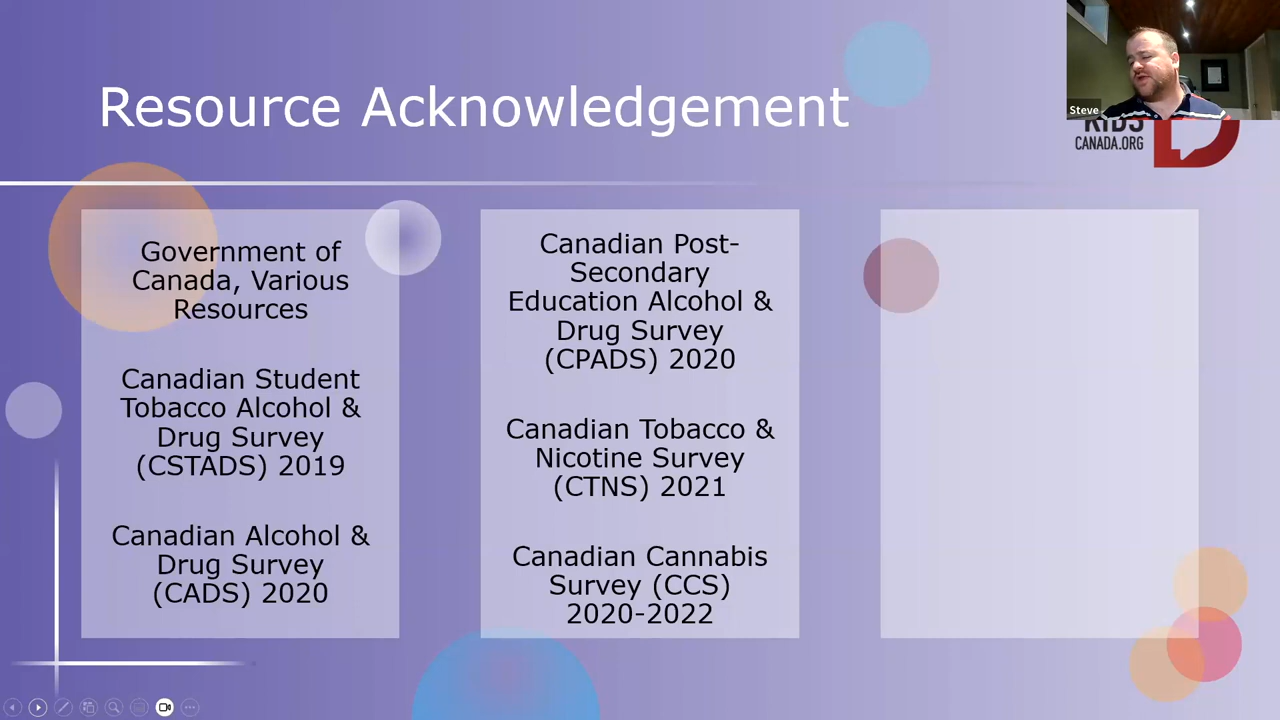 Resource Acknowledgement
Steve
KIDS
CANADA.ORG
D
Government of
Canada, Various
Resources
Canadian Student
Tobacco Alcohol &
Drug Survey
(CSTADS) 2019
Canadian Alcohol &
Drug Survey
(CADS) 2020
Canadian Post-
Secondary
Education Alcohol &
Drug Survey
(CPADS) 2020
Canadian Tobacco &
Nicotine Survey
(CTNS) 2021
Canadian Cannabis
Survey (CCS)
2020-2022